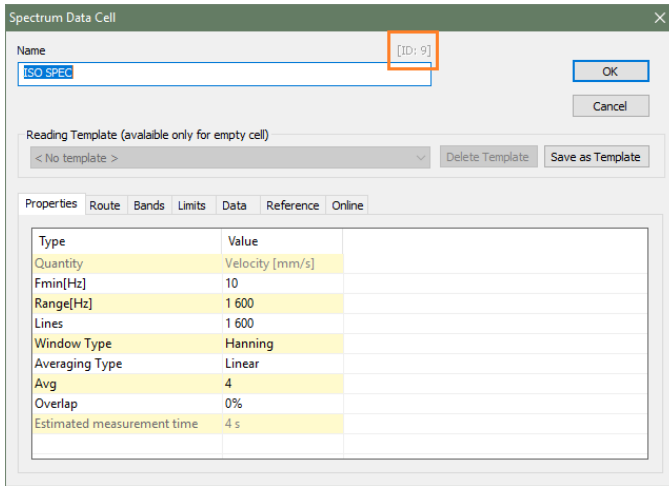 Spectrum Data Cell
Name [ID: 9]
ISO SPEC
OK
Cancel
Reading Template (avalaible only for empty cell)
< No template > Delete Template Save as Template
Properties Route Bands Limits Data Reference Online
Type Value
Quantity Velocity [mm/s]
Fmin[Hz] 10
Range[Hz] 1 600
Lines 1 600
Window Type Hanning
Averaging Type Linear
Avg 4
Overlap 0%
Estimated measurement time 4 s